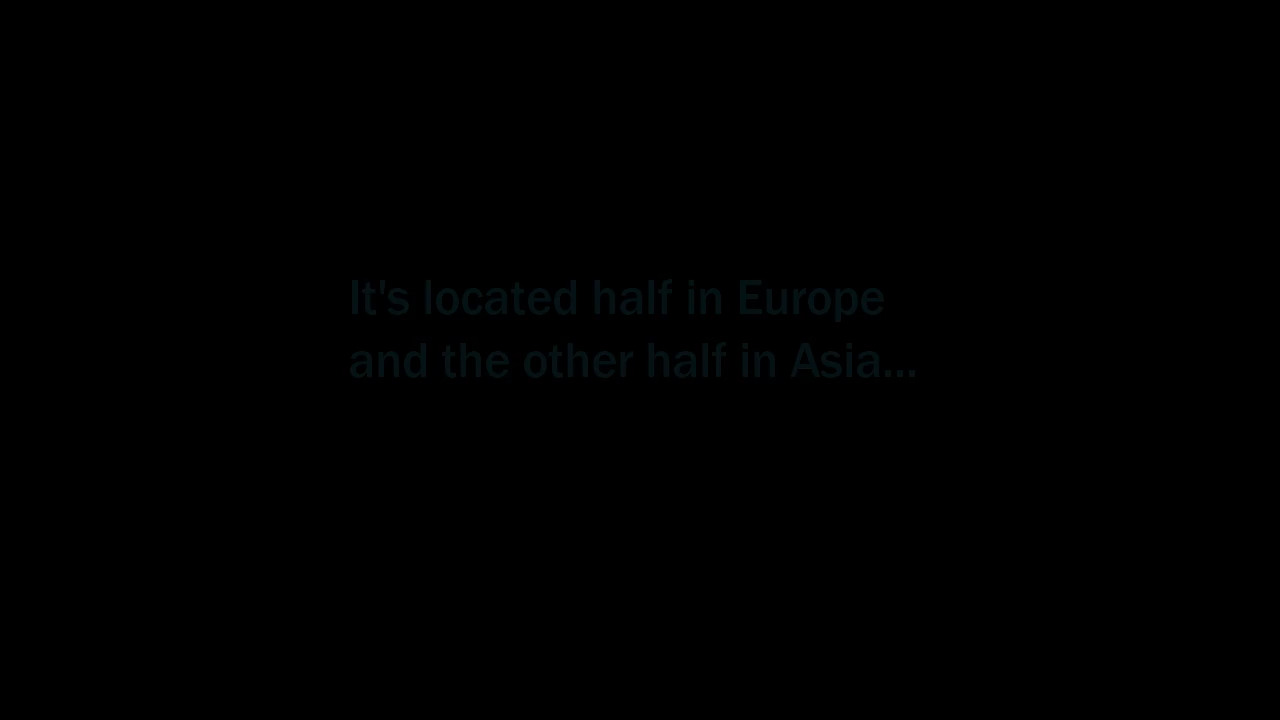 It's located half in Europe
and the other half in Asia...